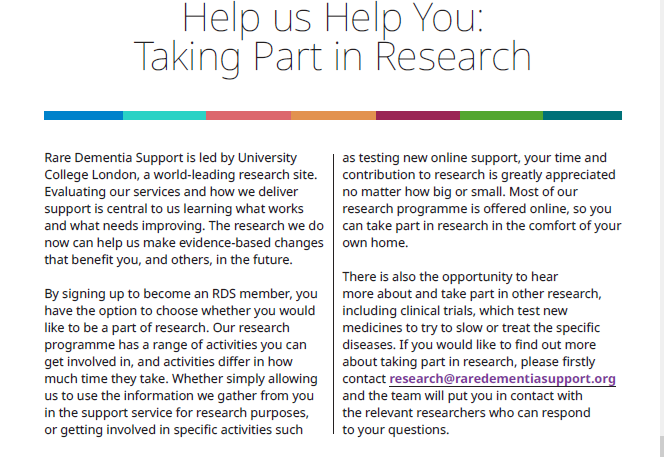 Help us Help You:
Taking Part in Research
Rare Dementia Support is led by University
College London, a world-leading research site.
Evaluating our services and how we deliver
support is central to us learning what works
and what needs improving. The research we do
now can help us make evidence-based changes
that benefit you, and others, in the future.
By signing up to become an RDS member, you
have the option to choose whether you would
like to be a part of research. Our research
programme has a range of activities you can
get involved in, and activities differ in how
much time they take. Whether simply allowing
us to use the information we gather from you
in the support service for research purposes,
or getting involved in specific activities such
as testing new online support, your time and
contribution to research is greatly appreciated
no matter how big or small. Most of our
research programme is offered online, so you
can take part in research in the comfort of your
own home.
There is also the opportunity to hear
more about and take part in other research,
including clinical trials, which test new
medicines to try to slow or treat the specific
diseases. If you would like to find out more
about taking part in research, please firstly
contact research@raredementiasupport.org
and the team will put you in contact with
the relevant researchers who can respond
to your questions.